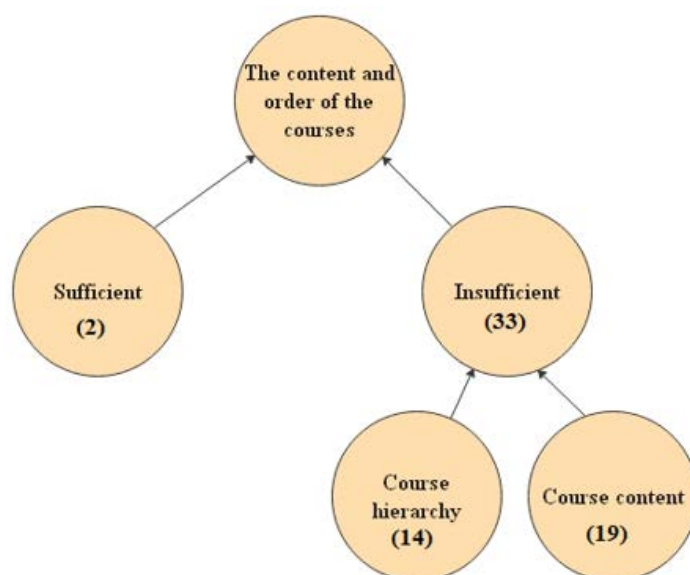 The content and
order of the
courses
Sufficient
(2)
Insufficient
(33)
Course
hierarchy
(14)
Course content
(19)